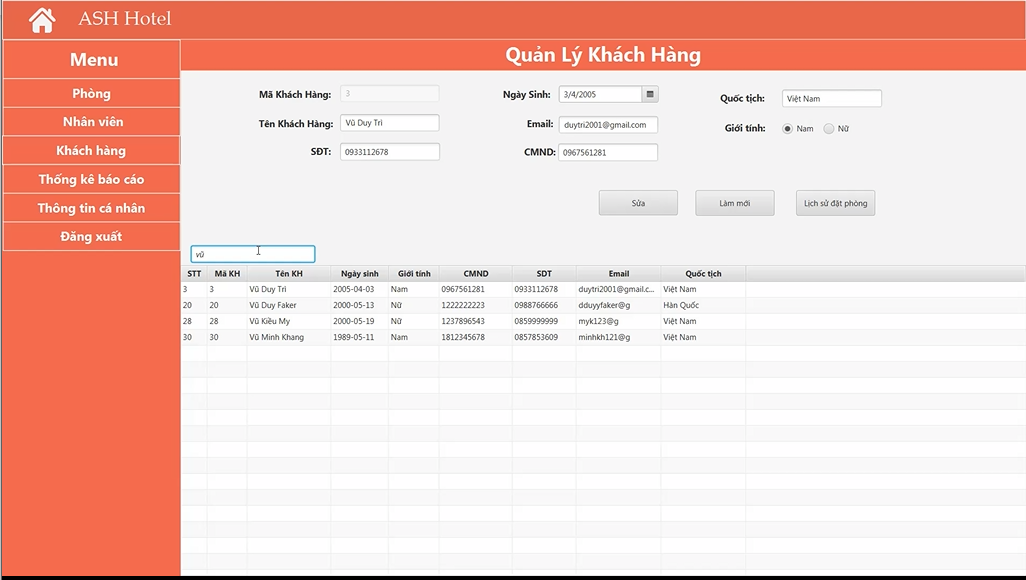 ASH Hotel
Menu
Phòng
Nhân viên
Khách hàng
Thống kê báo cáo
Thông tin cá nhân
Đăng xuất
Quản Lý Khách Hàng
Mã Khách Hàng: 3 Ngày Sinh: 3/4/2005 Quốc tịch: Việt Nam
Tên Khách Hàng: Vũ Duy Trì Email: duytri2001@gmail.com Giới tính: Nam Nữ
SĐT: 0933112678 CMND: 0967561281
Sửa Làm mới Lịch sử đặt phòng
vũ
STT Mã KH Tên KH Ngày sinh Giới tính CMND SDT Email Quốc tịch
3 3 Vũ Duy Trì 2005-04-03 Nam 0967561281 0933112678 duytri2001@gmail.c... Việt Nam
20 20 Vũ Duy Faker 2000-05-13 Nữ 1222222223 0988766666 dduyyfaker@g Hàn Quốc
28 28 Vũ Kiều My 2000-05-19 Nữ 1237896543 0859999999 myk123@g Việt Nam
30 30 Vũ Minh Khang 1989-05-11 Nam 1812345678 0857853609 minhkh121@g Việt Nam